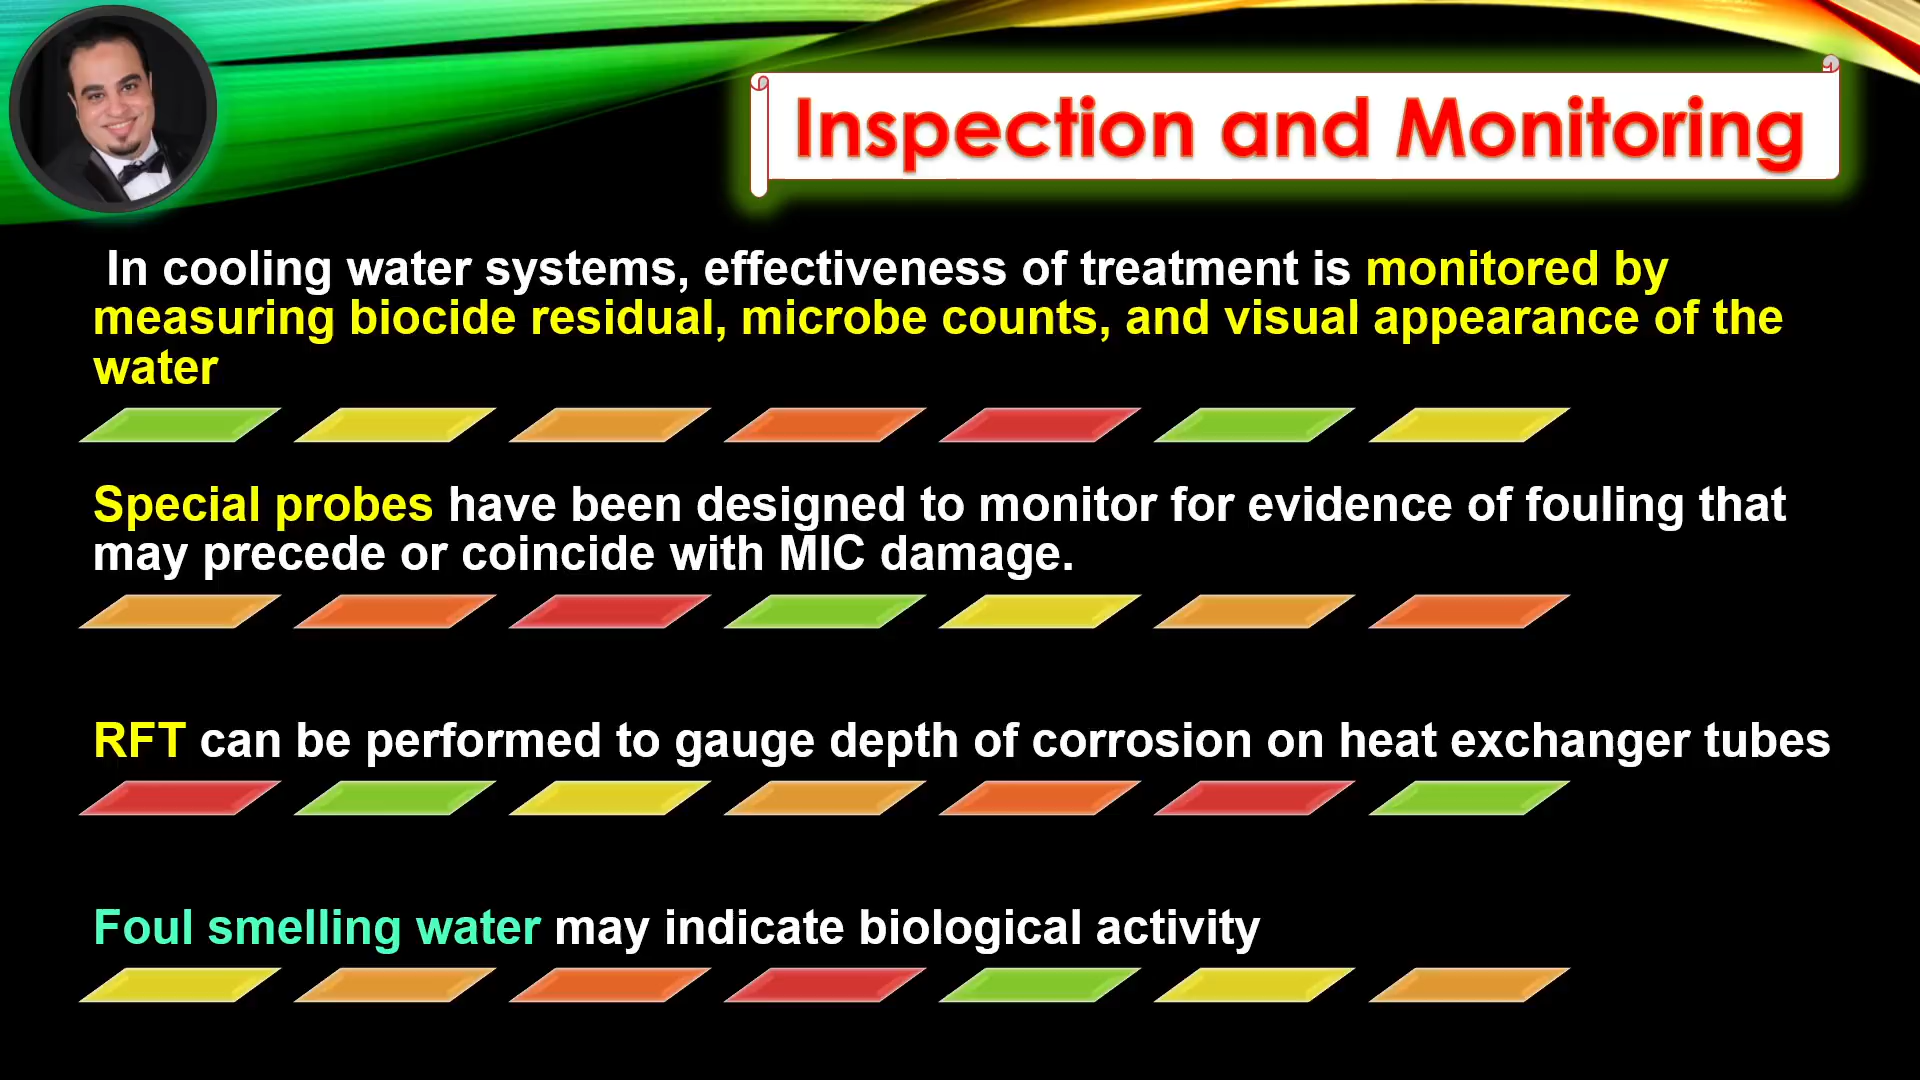 Inspection and Monitoring
In cooling water systems, effectiveness of treatment is monitored by
measuring biocide residual, microbe counts, and visual appearance of the
water
Special probes have been designed to monitor for evidence of fouling that
may precede or coincide with MIC damage.
RFT can be performed to gauge depth of corrosion on heat exchanger tubes
Foul smelling water may indicate biological activity